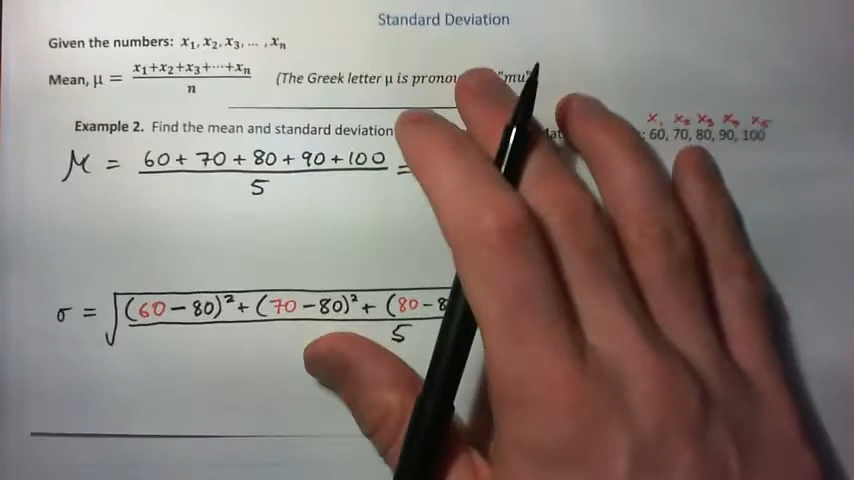 Standard Deviation
Given the numbers: x₁, x₂, x₃, ⋯ , xₙ
Mean, μ = x₁+x₂+x₃+⋯+xₙ / n (The Greek letter μ is "mu"
Example 2. Find the mean and standard deviation 60, 70, 80, 90, 100
x₁ x₂ x₃ x₄ x₅
μ = 60 + 70 + 80 + 90 + 100 / 5 =
σ = √(60 − 80)² + (70 − 80)² + (80 − / 5